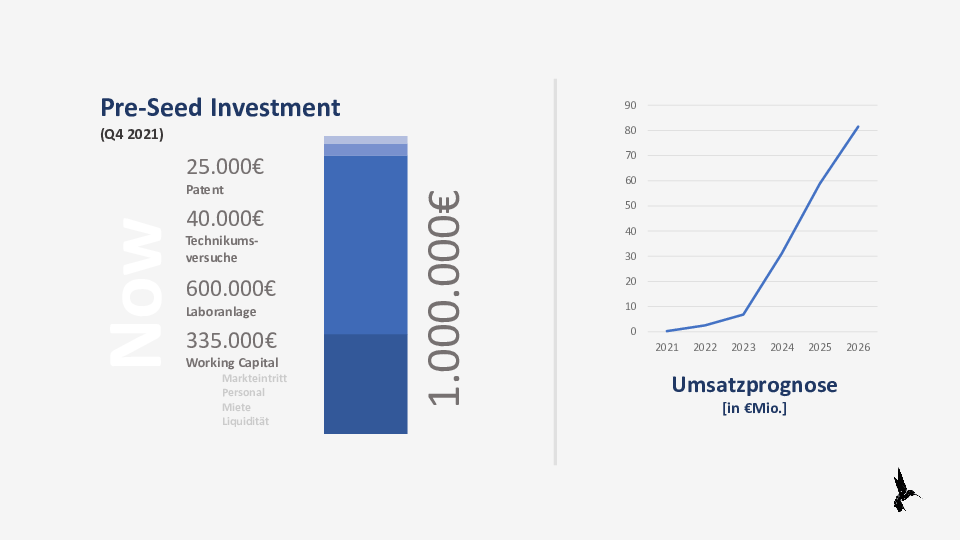 Pre-Seed Investment
(Q4 2021)
Now
25.000€
Patent
40.000€
Technikums-
versuche
600.000€
Laboranlage
335.000€
Working Capital
Markteintritt
Personal
Miete
Liquidität
1.000.000€
90
80
70
60
50
40
30
20
10
0
2021 2022 2023 2024 2025 2026
Umsatzprognose
[in €Mio.]